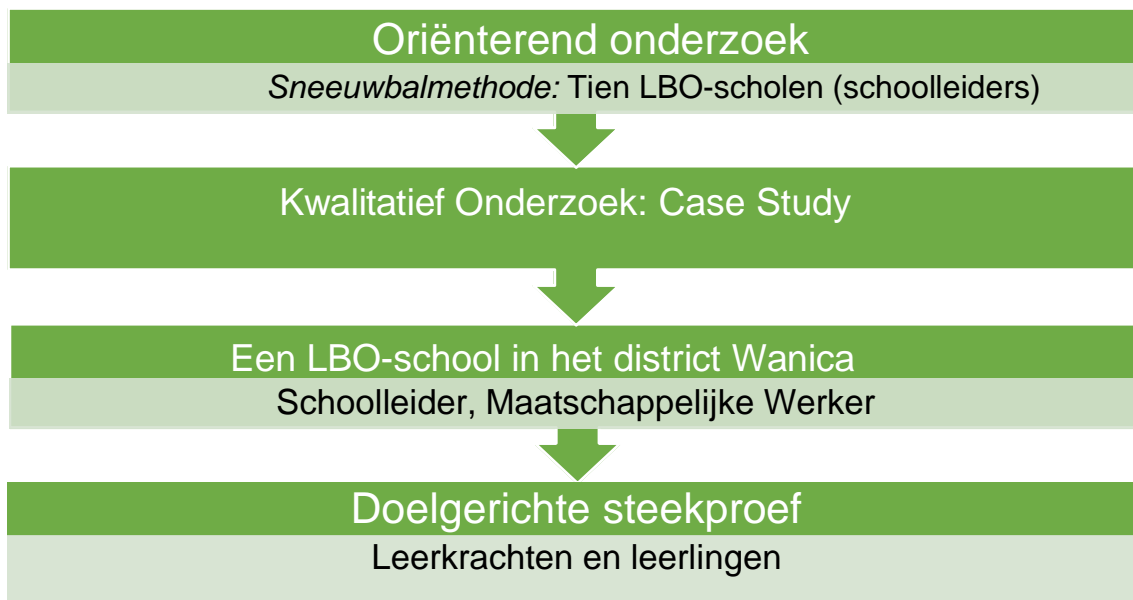 Oriënterend onderzoek
Sneeuwbalmethode: Tien LBO-scholen (schoolleiders)
Kwalitatief Onderzoek: Case Study
Een LBO-school in het district Wanica
Schoolleider, Maatschappelijke Werker
Doelgerichte steekproef
Leerkrachten en leerlingen